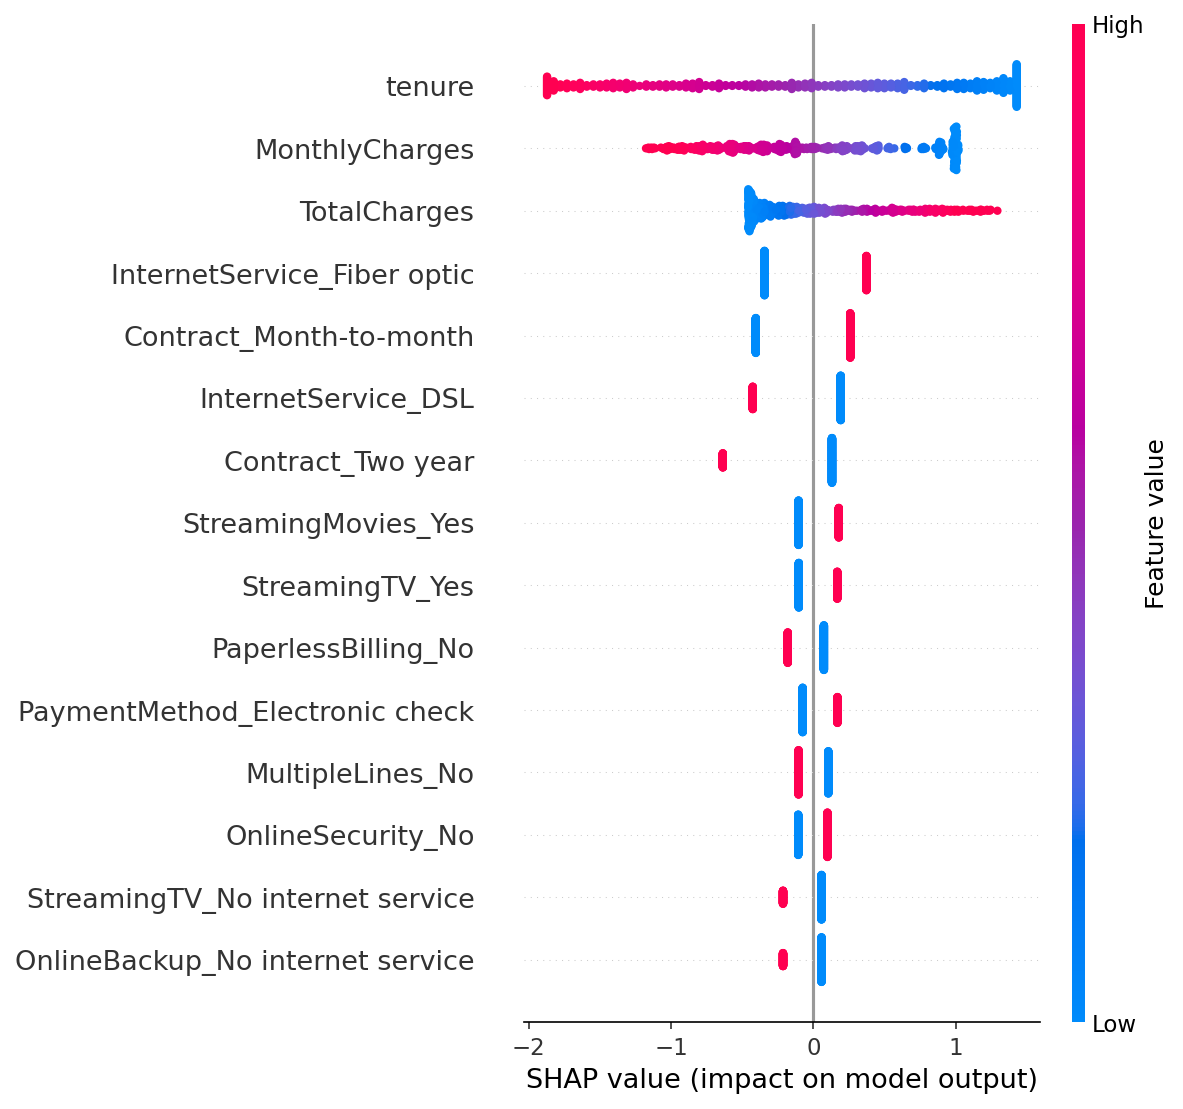 High
tenure
MonthlyCharges
TotalCharges
InternetService_Fiber optic
Contract_Month-to-month
InternetService_DSL
Contract_Two year
StreamingMovies_Yes
StreamingTV_Yes
PaperlessBilling_No
PaymentMethod_Electronic check
MultipleLines_No
OnlineSecurity_No
StreamingTV_No internet service
OnlineBackup_No internet service
Feature value
Low
−2 −1 0 1
SHAP value (impact on model output)